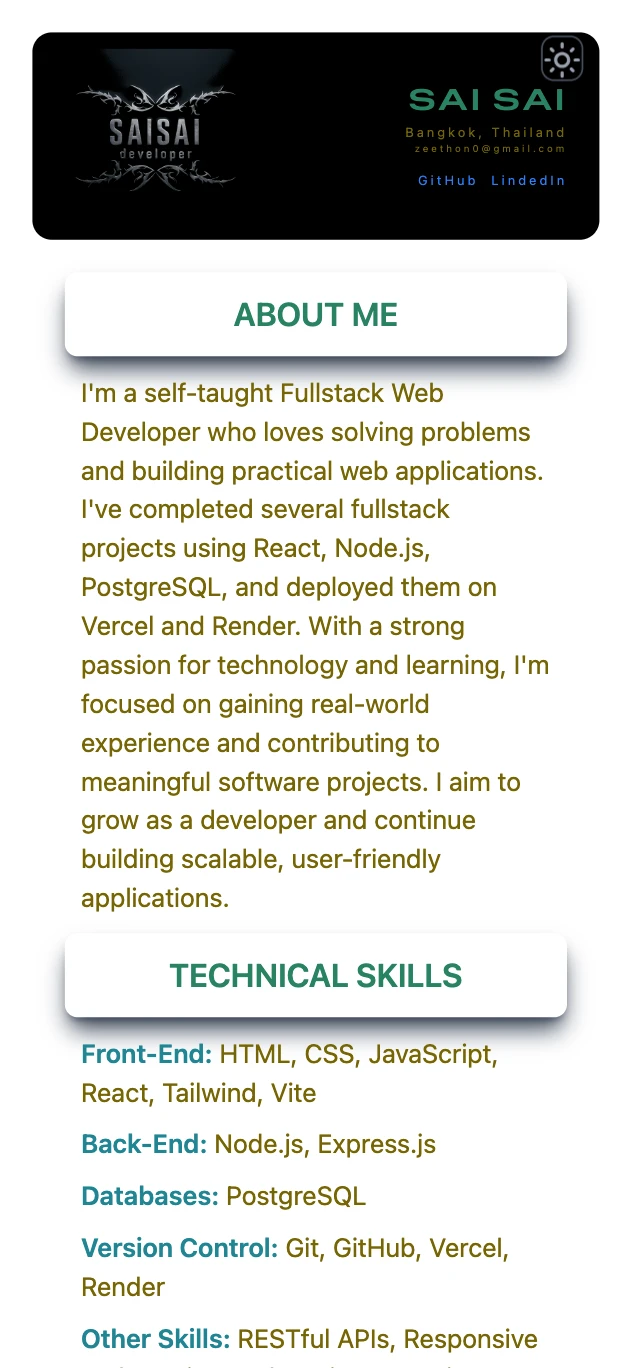 SAISAI
developer
SAI SAI
Bangkok, Thailand
zeethon0@gmail.com
GitHub LindedIn
ABOUT ME
I'm a self-taught Fullstack Web
Developer who loves solving problems
and building practical web applications.
I've completed several fullstack
projects using React, Node.js,
PostgreSQL, and deployed them on
Vercel and Render. With a strong
passion for technology and learning, I'm
focused on gaining real-world
experience and contributing to
meaningful software projects. I aim to
grow as a developer and continue
building scalable, user-friendly
applications.
TECHNICAL SKILLS
Front-End: HTML, CSS, JavaScript,
React, Tailwind, Vite
Back-End: Node.js, Express.js
Databases: PostgreSQL
Version Control: Git, GitHub, Vercel,
Render
Other Skills: RESTful APIs, Responsive